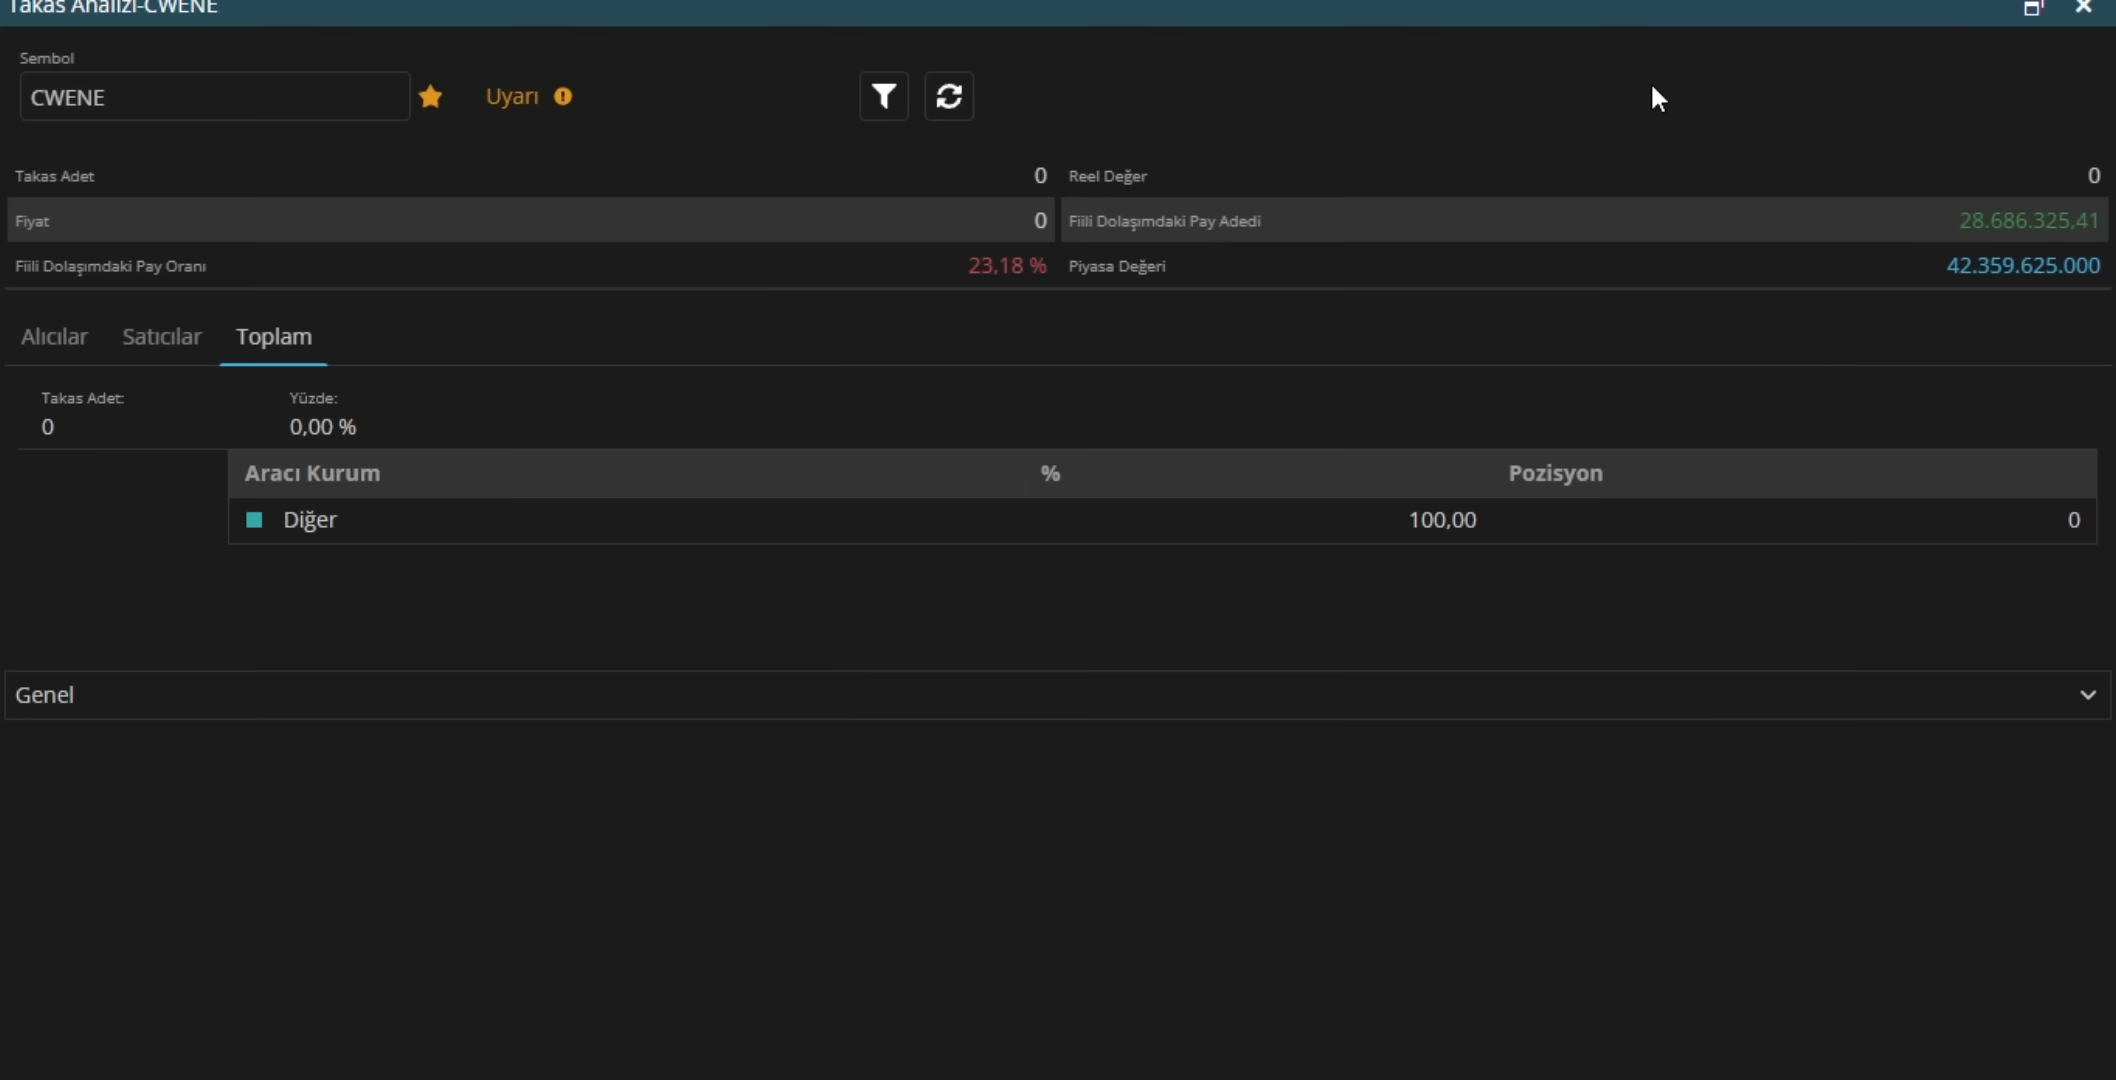 Takas Analizi-CWENE
Sembol
CWENE
Uyarı
Takas Adet 0 Reel Değer 0
Fiyat 0 Fiili Dolaşımdaki Pay Adedi 28.686.325,41
Fiili Dolaşımdaki Pay Oranı 23,18 % Piyasa Değeri 42.359.625.000
Alıcılar Satıcılar Toplam
Takas Adet: Yüzde:
0 0,00 %
Aracı Kurum % Pozisyon
Diğer 100,00 0
Genel